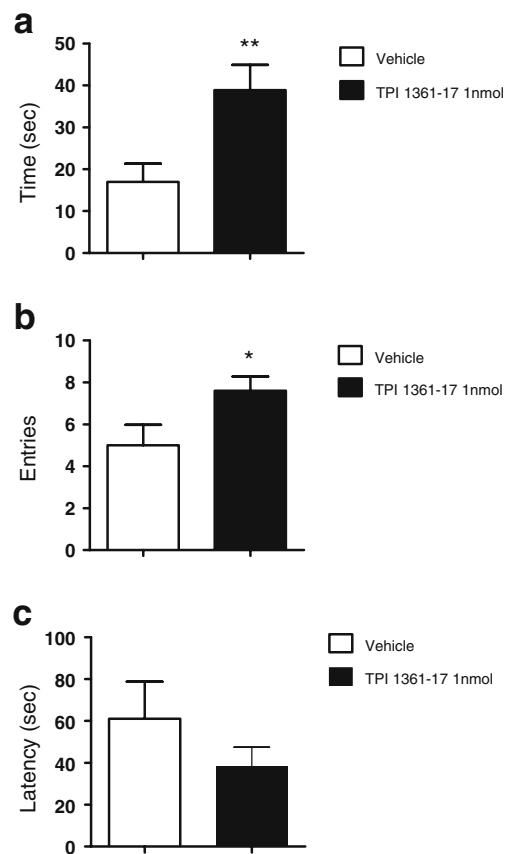 a
50
40
30
20
10
0
Time (sec)
**
Vehicle
TPI 1361-17 1nmol
b
10
8
6
4
2
0
Entries
*
Vehicle
TPI 1361-17 1nmol
c
100
80
60
40
20
0
Latency (sec)
Vehicle
TPI 1361-17 1nmol